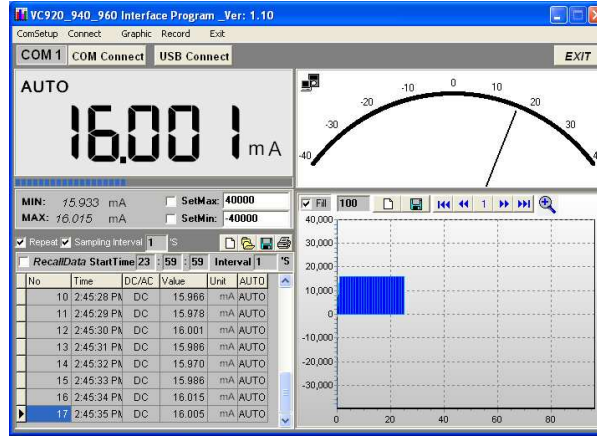 VC920_940_960 Interface Program _Ver: 1.10
ComSetup Connect Graphic Record Exit
COM 1 COM Connect USB Connect EXIT
AUTO
16.001 mA
-40 -30 -20 -10 0 10 20 30 40
MIN: 15.933 mA SetMax: 40000
MAX: 16.015 mA SetMin: -40000
Repeat Sampling Interval 1 'S
RecallData StartTime 23 : 59 : 59 Interval 1 'S
No Time DC/AC Value Unit AUTO
10 2:45:28 PM DC 15.966 mA AUTO
11 2:45:29 PM DC 15.978 mA AUTO
12 2:45:30 PM DC 16.001 mA AUTO
13 2:45:31 PM DC 15.986 mA AUTO
14 2:45:32 PM DC 15.970 mA AUTO
15 2:45:33 PM DC 15.986 mA AUTO
16 2:45:34 PM DC 16.015 mA AUTO
17 2:45:35 PM DC 16.005 mA AUTO
Fill 100 1
40,000
30,000
20,000
10,000
0
-10,000
-20,000
-30,000
0 20 40 60 80